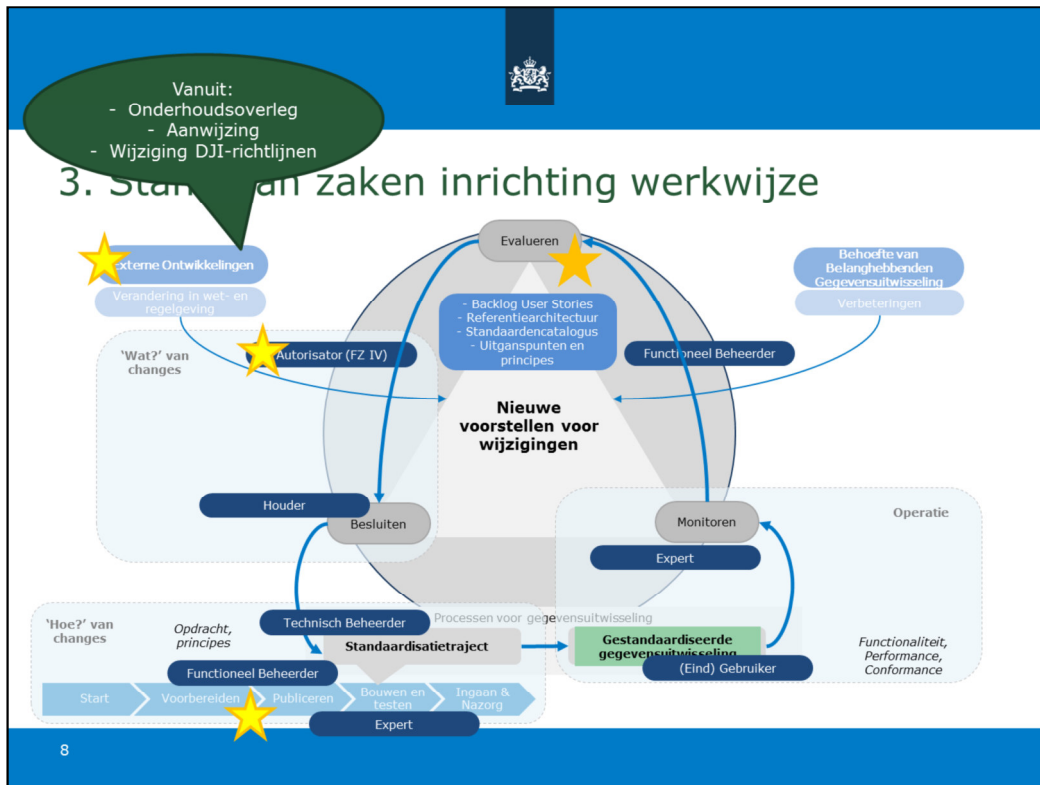 Vanuit:
- Onderhoudsoverleg
- Aanwijzing
- Wijziging DJI-richtlijnen
3. Stan van zaken inrichting werkwijze
Evalueren
Externe Ontwikkelingen
Verandering in wet- en
regelgeving
Behoefte van
Belanghebbenden
Gegevensuitwisseling
Verbeteringen
- Backlog User Stories
- Referentiearchitectuur
- Standaardencatalogus
- Uitganspunten en
principes
'Wat?' van
changes
Autorisator (FZ IV)
Functioneel Beheerder
Nieuwe
voorstellen voor
wijzigingen
Houder
Besluiten
Monitoren
Operatie
Expert
'Hoe?' van
changes
Opdracht,
principes
Technisch Beheerder
Processen voor gegevensuitwisseling
Standaardisatietraject
Gestandaardiseerde
gegevensuitwisseling
Functionaliteit,
Performance,
Conformance
Functioneel Beheerder
(Eind) Gebruiker
Start
Voorbereiden
Publiceren
Bouwen en
testen
Ingaan &
Nazorg
Expert
8